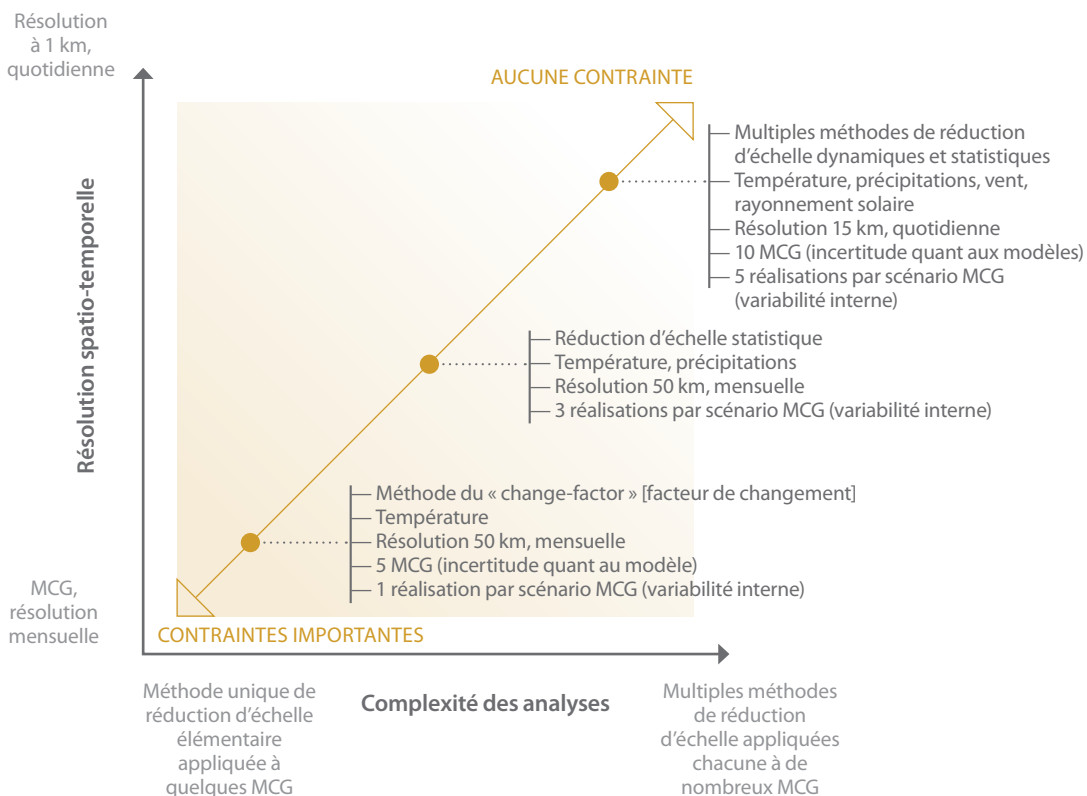 Résolution
à 1 km,
quotidienne
AUCUNE CONTRAINTE
Multiples méthodes de réduction
d'échelle dynamiques et statistiques
Température, précipitations, vent,
rayonnement solaire
Résolution 15 km, quotidienne
10 MCG (incertitude quant aux modèles)
5 réalisations par scénario MCG
(variabilité interne)
Résolution spatio-temporelle
Réduction d'échelle statistique
Température, précipitations
Résolution 50 km, mensuelle
3 réalisations par scénario MCG (variabilité interne)
Méthode du « change-factor » [facteur de changement]
Température
Résolution 50 km, mensuelle
5 MCG (incertitude quant au modèle)
1 réalisation par scénario MCG (variabilité interne)
MCG,
résolution
mensuelle
CONTRAINTES IMPORTANTES
Méthode unique de
réduction d'échelle
élémentaire
appliquée à
quelques MCG
Complexité des analyses
Multiples méthodes
de réduction
d'échelle appliquées
chacune à de
nombreux MCG